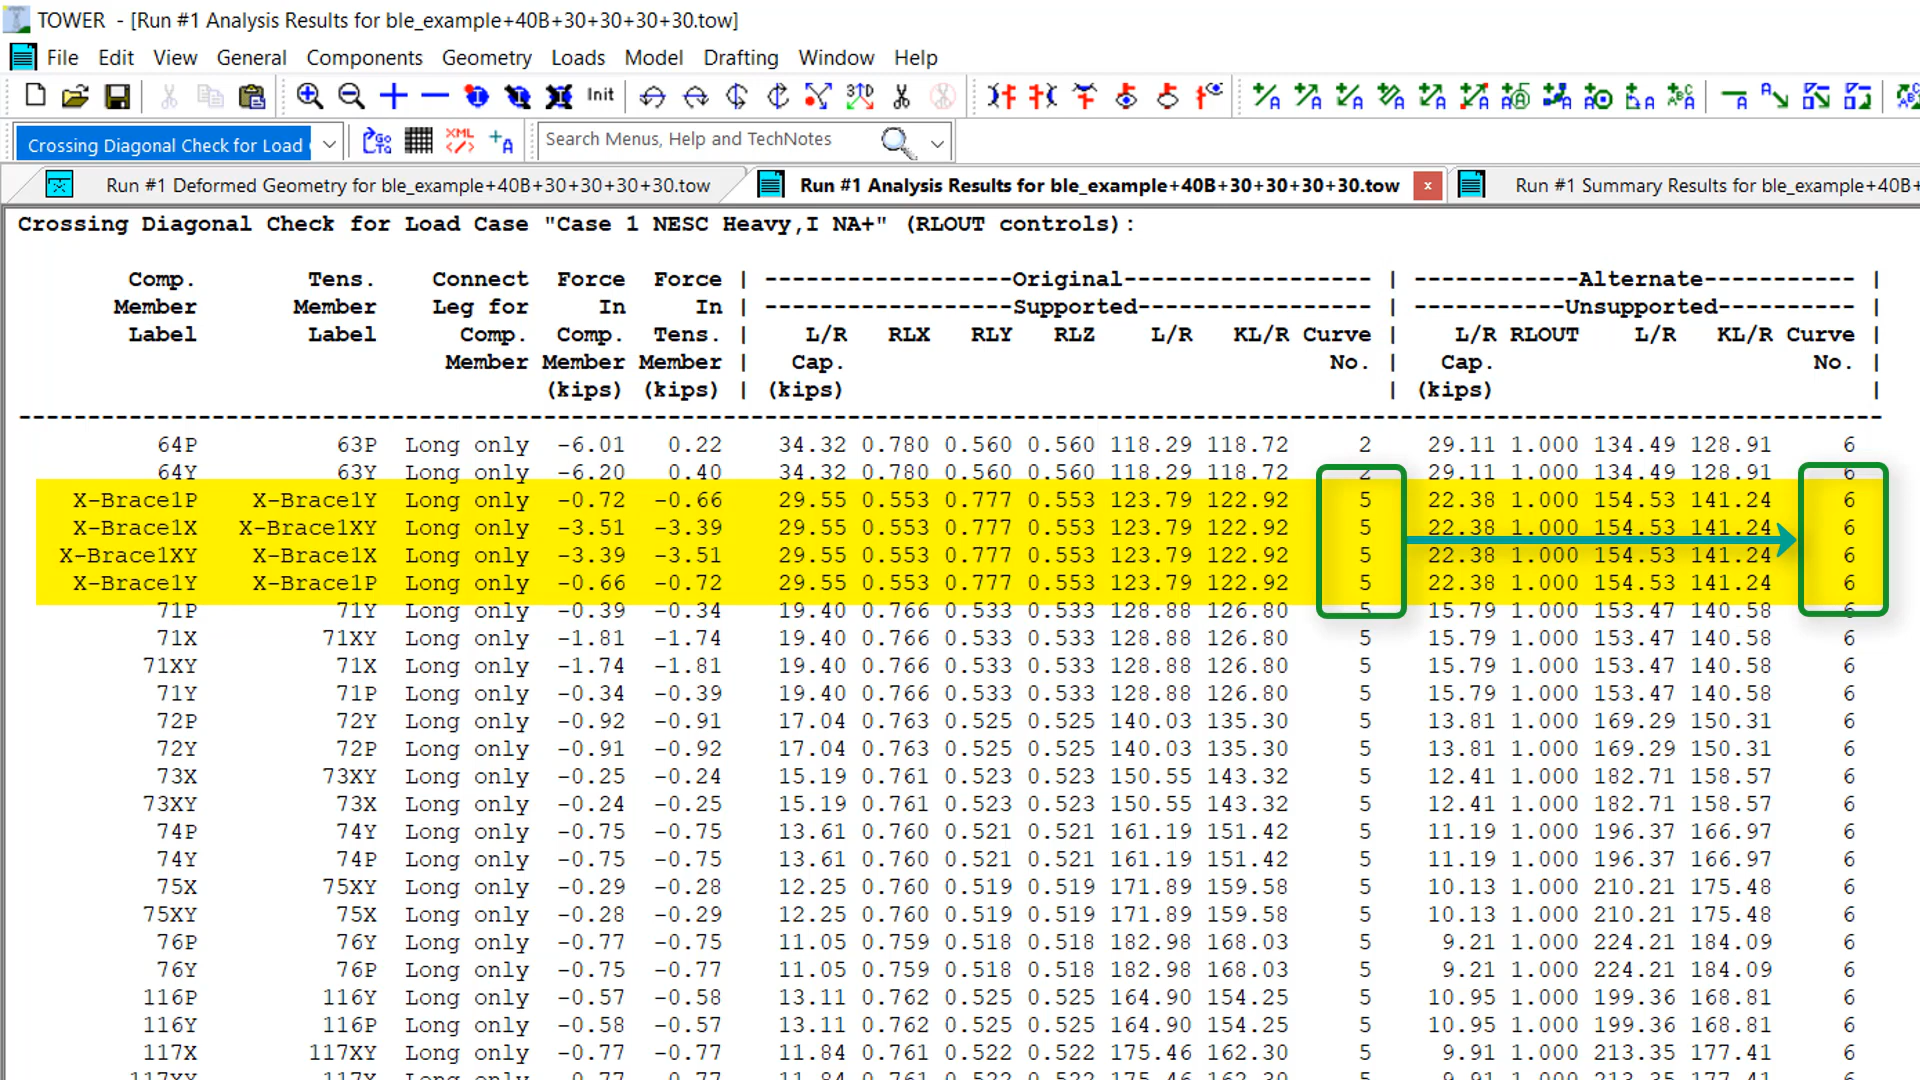 TOWER - [Run #1 Analysis Results for ble_example+40B+30+30+30+30.tow]
File Edit View General Components Geometry Loads Model Drafting Window Help
Init
Crossing Diagonal Check for Load
Search Menus, Help and TechNotes
Run #1 Deformed Geometry for ble_example+40B+30+30+30+30.tow Run #1 Analysis Results for ble_example+40B+30+30+30+30.tow x Run #1 Summary Results for ble_example+40B+
Crossing Diagonal Check for Load Case "Case 1 NESC Heavy,I NA+" (RLOUT controls):
Comp. Tens. Connect Force Force | ------------------Original------------------ | ------------Alternate----------- |
Member Member Leg for In In | ------------------Supported----------------- | -----------Unsupported---------- |
Label Label Comp. Comp. Tens. | L/R RLX RLY RLZ L/R KL/R Curve | L/R RLOUT L/R KL/R Curve |
Member Member Member | Cap. No. | Cap. No. |
(kips) (kips) | (kips) | (kips) |
64P 63P Long only -6.01 0.22 34.32 0.780 0.560 0.560 118.29 118.72 2 29.11 1.000 134.49 128.91 6
64Y 63Y Long only -6.20 0.40 34.32 0.780 0.560 0.560 118.29 118.72 2 29.11 1.000 134.49 128.91 6
X-Brace1P X-Brace1Y Long only -0.72 -0.66 29.55 0.553 0.777 0.553 123.79 122.92 5 22.38 1.000 154.53 141.24 6
X-Brace1X X-Brace1XY Long only -3.51 -3.39 29.55 0.553 0.777 0.553 123.79 122.92 5 22.38 1.000 154.53 141.24 6
X-Brace1XY X-Brace1X Long only -3.39 -3.51 29.55 0.553 0.777 0.553 123.79 122.92 5 22.38 1.000 154.53 141.24 6
X-Brace1Y X-Brace1P Long only -0.66 -0.72 29.55 0.553 0.777 0.553 123.79 122.92 5 22.38 1.000 154.53 141.24 6
71P 71Y Long only -0.39 -0.34 19.40 0.766 0.533 0.533 128.88 126.80 5 15.79 1.000 153.47 140.58 6
71X 71XY Long only -1.81 -1.74 19.40 0.766 0.533 0.533 128.88 126.80 5 15.79 1.000 153.47 140.58 6
71XY 71X Long only -1.74 -1.81 19.40 0.766 0.533 0.533 128.88 126.80 5 15.79 1.000 153.47 140.58 6
71Y 71P Long only -0.34 -0.39 19.40 0.766 0.533 0.533 128.88 126.80 5 15.79 1.000 153.47 140.58 6
72P 72Y Long only -0.92 -0.91 17.04 0.763 0.525 0.525 140.03 135.30 5 13.81 1.000 169.29 150.31 6
72Y 72P Long only -0.91 -0.92 17.04 0.763 0.525 0.525 140.03 135.30 5 13.81 1.000 169.29 150.31 6
73X 73XY Long only -0.25 -0.24 15.19 0.761 0.523 0.523 150.55 143.32 5 12.41 1.000 182.71 158.57 6
73XY 73X Long only -0.24 -0.25 15.19 0.761 0.523 0.523 150.55 143.32 5 12.41 1.000 182.71 158.57 6
74P 74Y Long only -0.75 -0.75 13.61 0.760 0.521 0.521 161.19 151.42 5 11.19 1.000 196.37 166.97 6
74Y 74P Long only -0.75 -0.75 13.61 0.760 0.521 0.521 161.19 151.42 5 11.19 1.000 196.37 166.97 6
75X 75XY Long only -0.29 -0.28 12.25 0.760 0.519 0.519 171.89 159.58 5 10.13 1.000 210.21 175.48 6
75XY 75X Long only -0.28 -0.29 12.25 0.760 0.519 0.519 171.89 159.58 5 10.13 1.000 210.21 175.48 6
76P 76Y Long only -0.77 -0.75 11.05 0.759 0.518 0.518 182.98 168.03 5 9.21 1.000 224.21 184.09 6
76Y 76P Long only -0.75 -0.77 11.05 0.759 0.518 0.518 182.98 168.03 5 9.21 1.000 224.21 184.09 6
116P 116Y Long only -0.57 -0.58 13.11 0.762 0.525 0.525 164.90 154.25 5 10.95 1.000 199.36 168.81 6
116Y 116P Long only -0.58 -0.57 13.11 0.762 0.525 0.525 164.90 154.25 5 10.95 1.000 199.36 168.81 6
117X 117XY Long only -0.77 -0.77 11.84 0.761 0.522 0.522 175.46 162.30 5 9.91 1.000 213.35 177.41 6